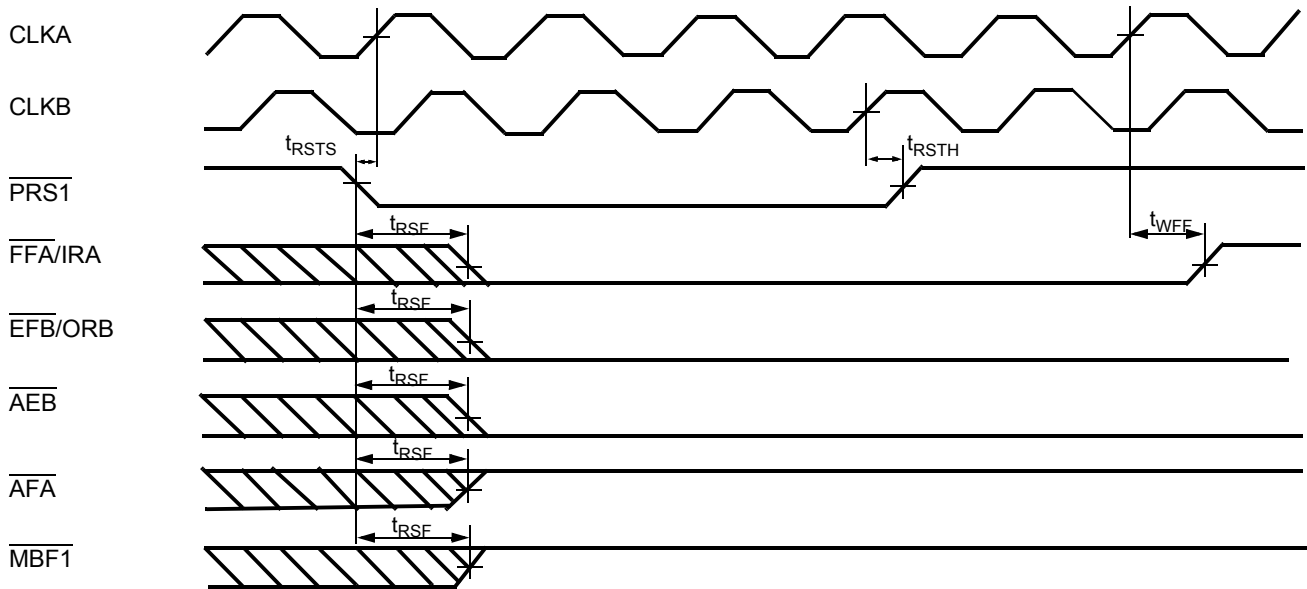 CLKA
CLKB
tRSTS
tRSTH
PRS1
tRSF
tWFF
FFA/IRA
tRSF
EFB/ORB
tRSF
AEB
tRSF
AFA
tRSF
MBF1